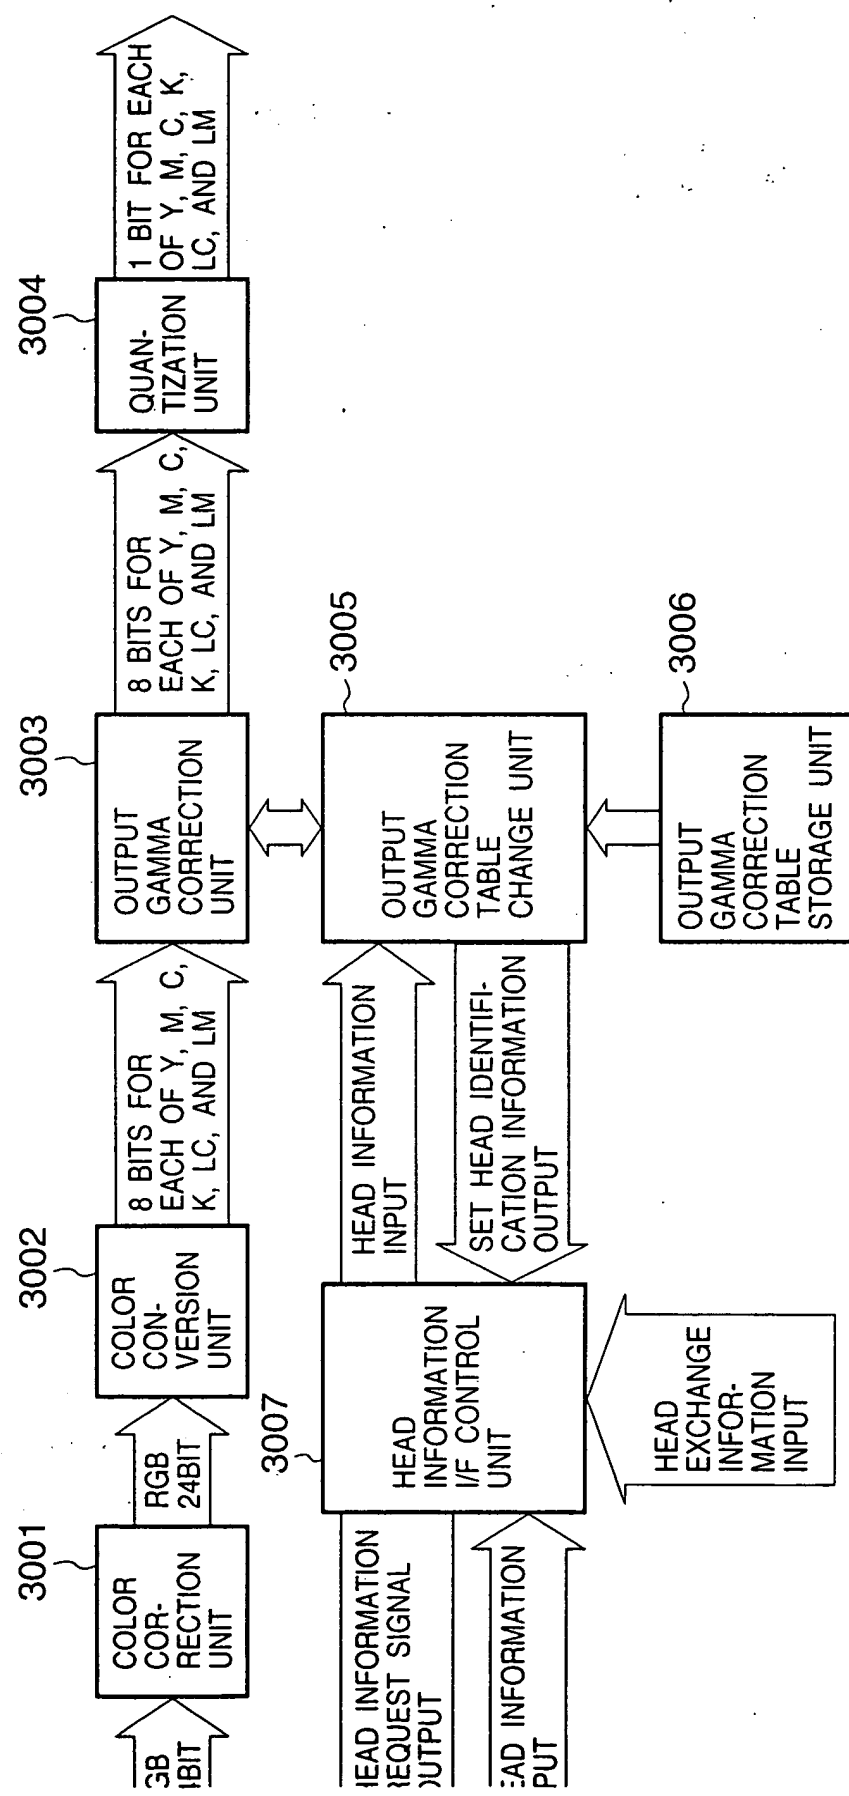 3001
3002
3003
3004
COLOR
COR-
RECTION
UNIT
RGB
24BIT
COLOR
CON-
VERSION
UNIT
8 BITS FOR
EACH OF Y, M, C,
K, LC, AND LM
OUTPUT
GAMMA
CORRECTION
UNIT
8 BITS FOR
EACH OF Y, M, C,
K, LC, AND LM
QUAN-
TIZATION
UNIT
1 BIT FOR EACH
OF Y, M, C, K,
LC, AND LM
3007
3005
INFORMATION
SIGNAL
INFORMATION
HEAD
INFORMATION
I/F CONTROL
UNIT
HEAD INFORMATION
INPUT
SET HEAD IDENTIFI-
CATION INFORMATION
OUTPUT
OUTPUT
GAMMA
CORRECTION
TABLE
CHANGE UNIT
HEAD
EXCHANGE
INFOR-
MATION
INPUT
3006
OUTPUT
GAMMA
CORRECTION
TABLE
STORAGE UNIT